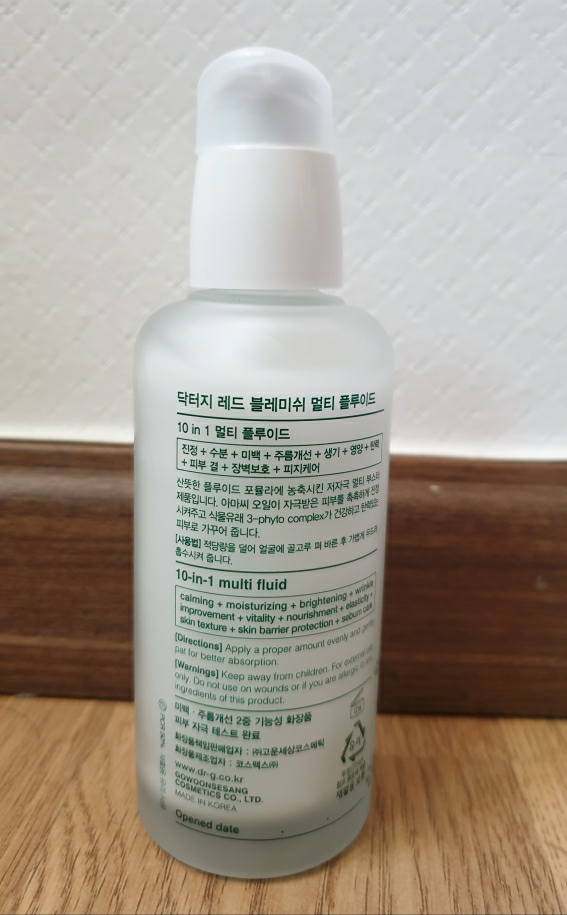 닥터지 레드 블레미쉬 멀티 플루이드
10 in 1 멀티 플루이드
진정 + 수분 + 미백 + 주름개선 + 생기 + 영양 + 탄력
+ 피부 결 + 장벽보호 + 피지케어
산뜻한 플루이드 포뮬라에 농축시킨 저자극 멀티 부스터
제품입니다. 아마씨 오일이 자극받은 피부를 촉촉하게 진정
시켜주고 식물유래 3-phyto complex가 건강하고 탄력있는
피부로 가꾸어 줍니다.
[사용법] 적당량을 덜어 얼굴에 골고루 펴 바른 후 가볍게 두드려
흡수시켜 줍니다.
10-in-1 multi fluid
calming + moisturizing + brightening + wrinkle
improvement + vitality + nourishment + elasticity +
skin texture + skin barrier protection + sebum care
[Directions] Apply a proper amount evenly and gently
pat for better absorption.
[Warnings] Keep away from children. For external use
only. Do not use on wounds or if you are allergic to any
ingredients of this product.
미백 · 주름개선 2중 기능성 화장품
피부 자극 테스트 완료
화장품책임판매업자 : ㈜고운세상코스메틱
화장품제조업자 : 코스맥스㈜
www.dr-g.co.kr
GOWOONSESANG
COSMETICS CO., LTD.
MADE IN KOREA
Opened date